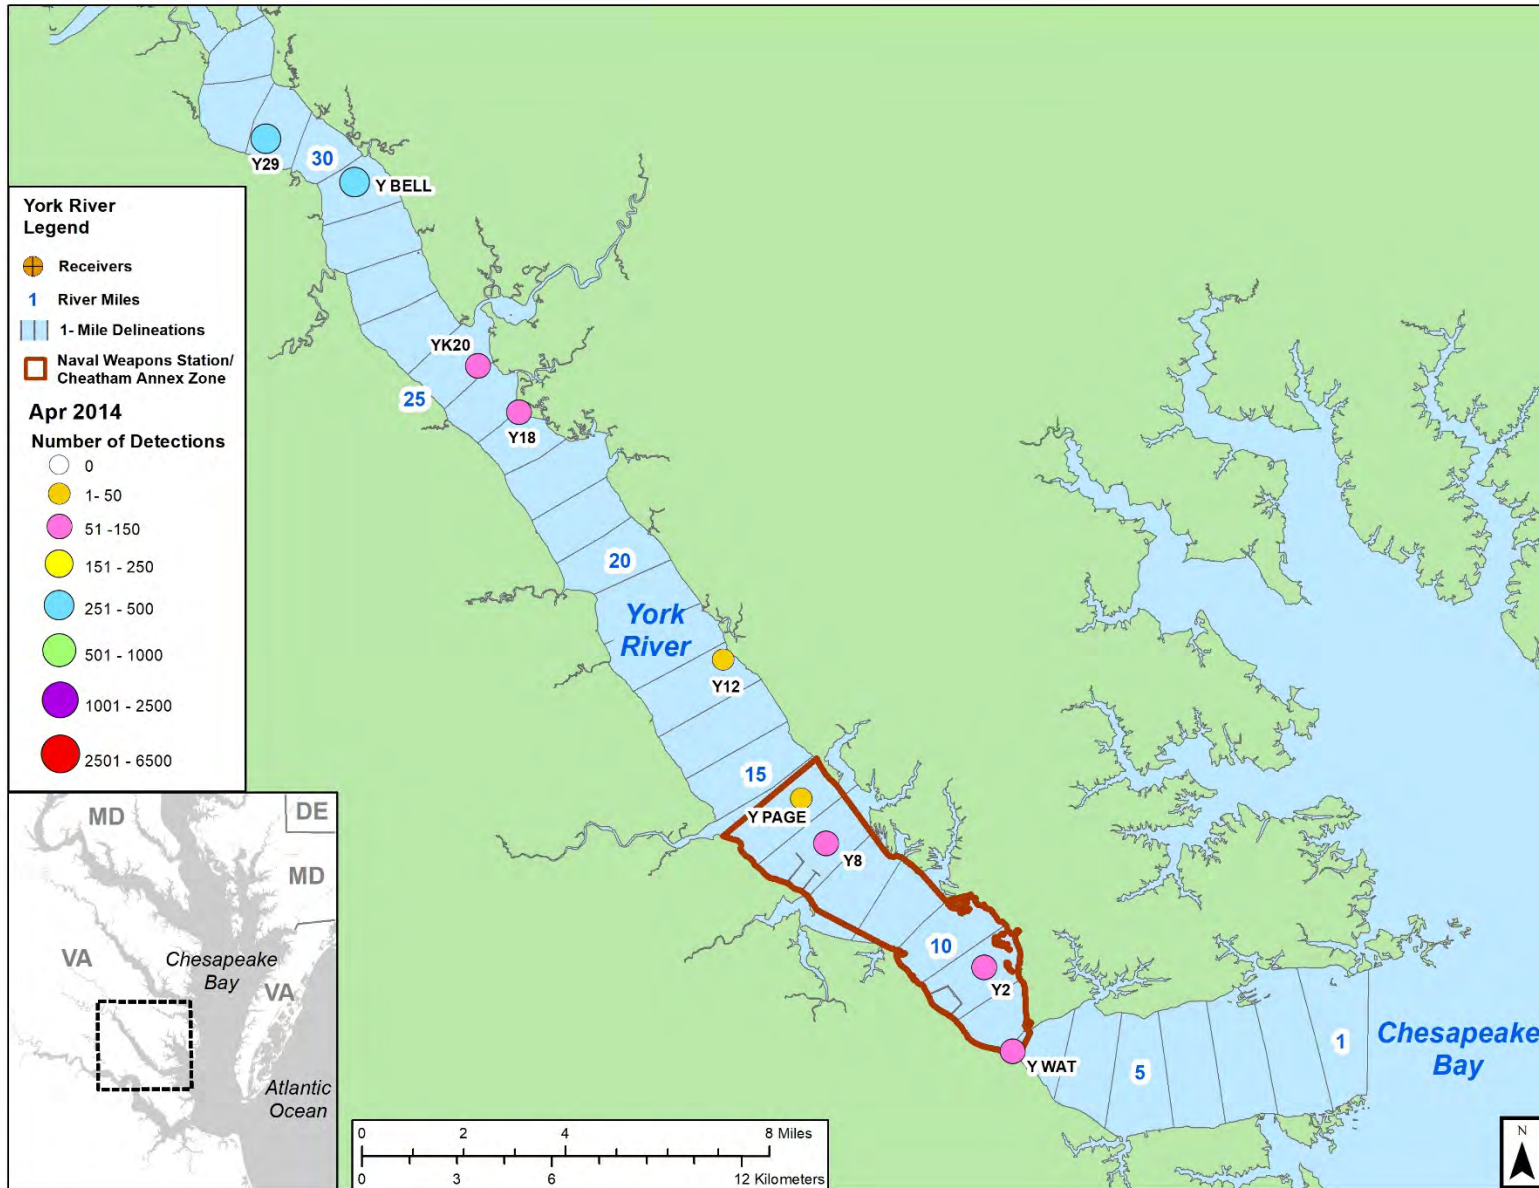 Y29
30
Y BELL
York River
Legend
Receivers
1 River Miles
1- Mile Delineations
Naval Weapons Station/
Cheatham Annex Zone
Apr 2014
Number of Detections
0
1- 50
51 -150
151 - 250
251 - 500
501 - 1000
1001 - 2500
2501 - 6500
YK20
25
Y18
20
York
River
Y12
15
Y PAGE
Y8
10
Y2
Y WAT
5
1
Chesapeake
Bay
MD
DE
MD
VA
Chesapeake
Bay
VA
Atlantic
Ocean
0 2 4 8 Miles
0 3 6 12 Kilometers
N